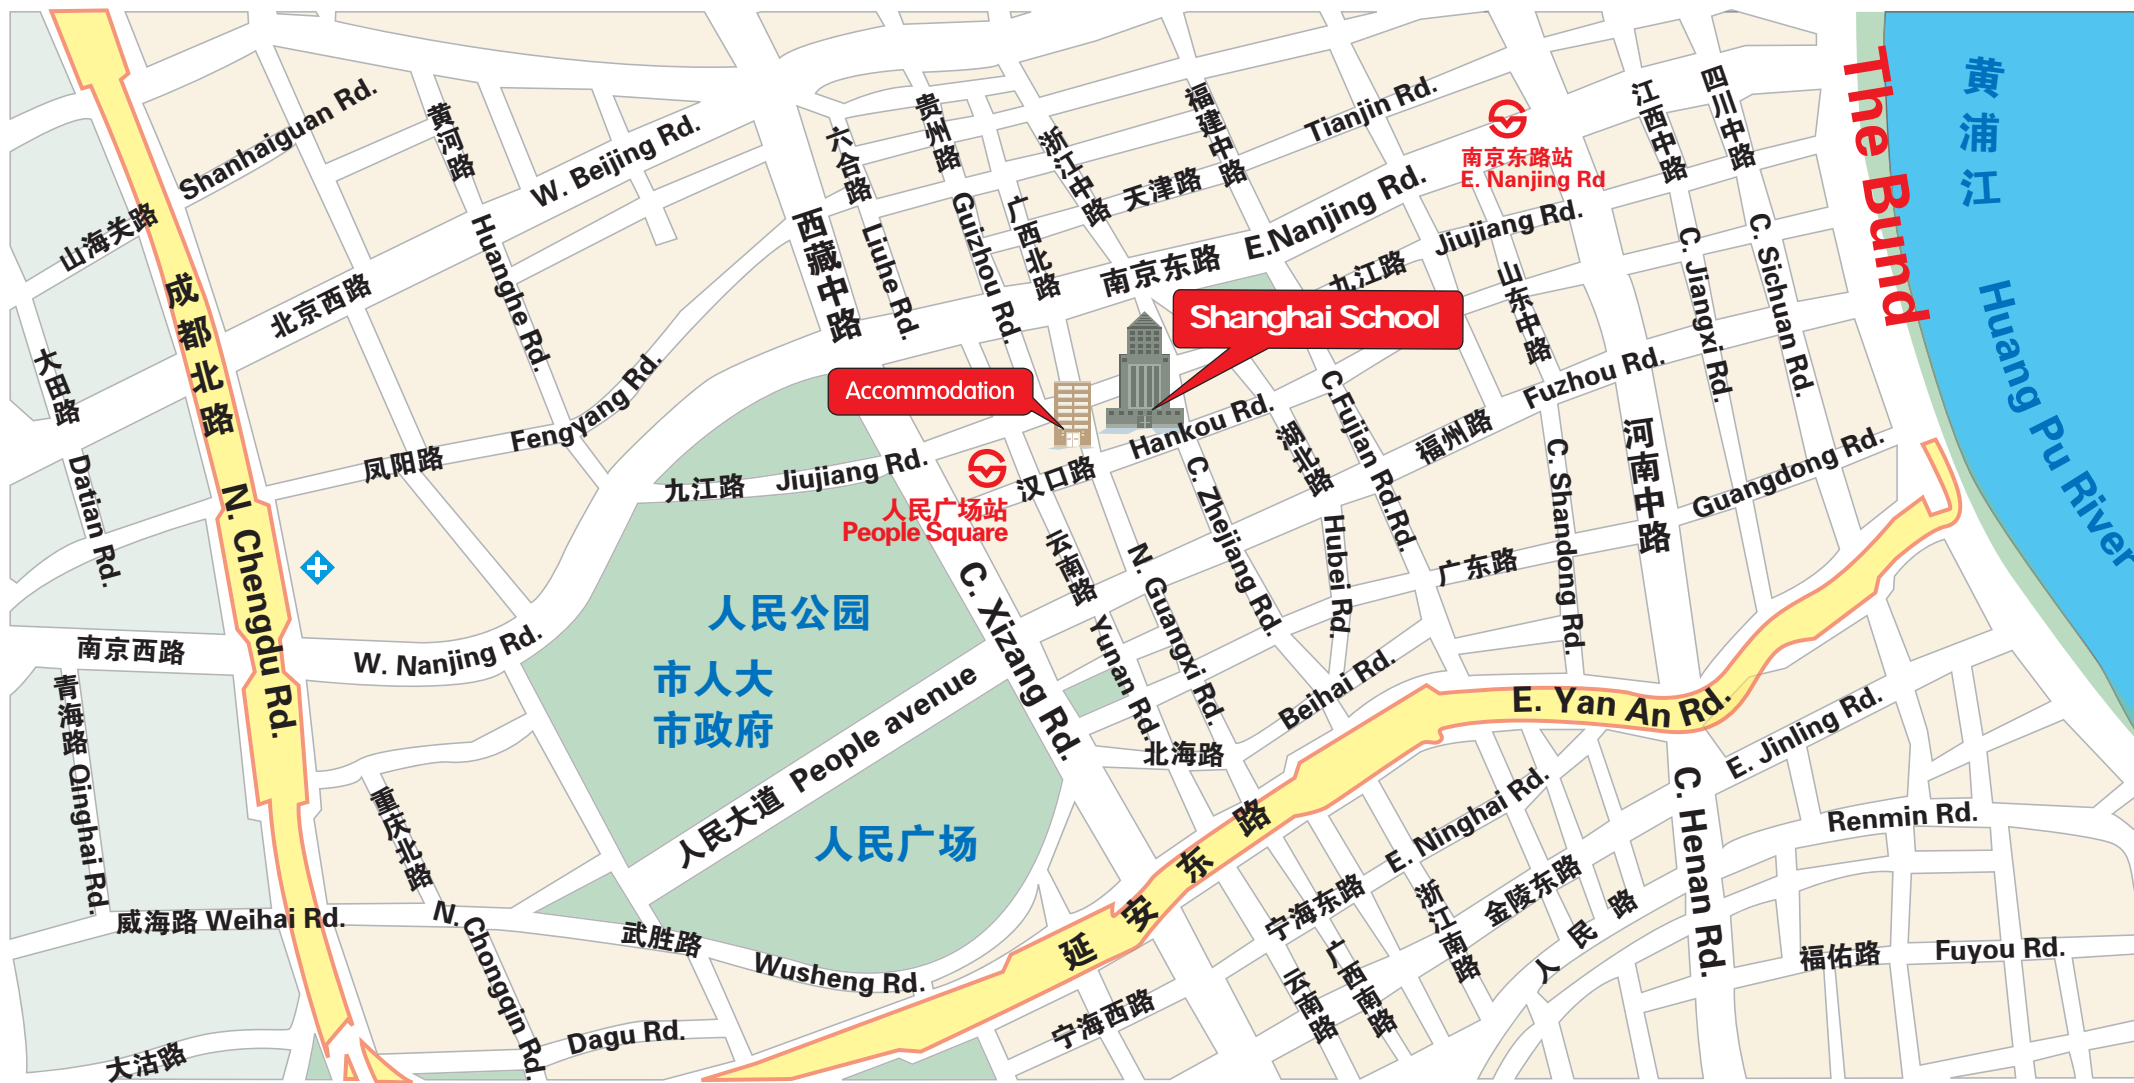 Shanhaiguan Rd.
山海关路
黄河路
Huanghe Rd.
W. Beijing Rd.
北京西路
成都北路
N. Chengdu Rd.
大田路
Datian Rd.
凤阳路
Fengyang Rd.
南京西路
W. Nanjing Rd.
青海路 Qinghai Rd.
重庆北路
N. Chongqin Rd.
威海路 Weihai Rd.
武胜路
Wusheng Rd.
大沽路
Dagu Rd.
六合路
Liuhe Rd.
西藏中路
C. Xizang Rd.
贵州路
Guizhou Rd.
广西北路
浙江中路
天津路
Tianjin Rd.
福建中路
南京东路
E.Nanjing Rd.
南京东路站
E. Nanjing Rd
九江路
Jiujiang Rd.
江西中路
C. Jiangxi Rd.
四川中路
C. Sichuan Rd.
The Bund
黄浦江
Huang Pu River
山东中路
Shanghai School
Accommodation
九江路
Jiujiang Rd.
人民广场站
People Square
汉口路
Hankou Rd.
湖北路
Hubei Rd.
C.Fujian Rd.Rd.
福州路
Fuzhou Rd.
C. Shandong Rd.
河南中路
Guangdong Rd.
广东路
C. Zhejiang Rd.
云南路
Yunan Rd.
N. Guangxi Rd.
北海路
Beihai Rd.
人民公园
市人大
市政府
人民大道 People avenue
人民广场
E. Yan An Rd.
延安东路
E. Jinling Rd.
C. Henan Rd.
E. Ninghai Rd.
宁海东路
金陵东路
浙江南路
人民路
Renmin Rd.
福佑路
Fuyou Rd.
广西南路
云南路
宁海西路